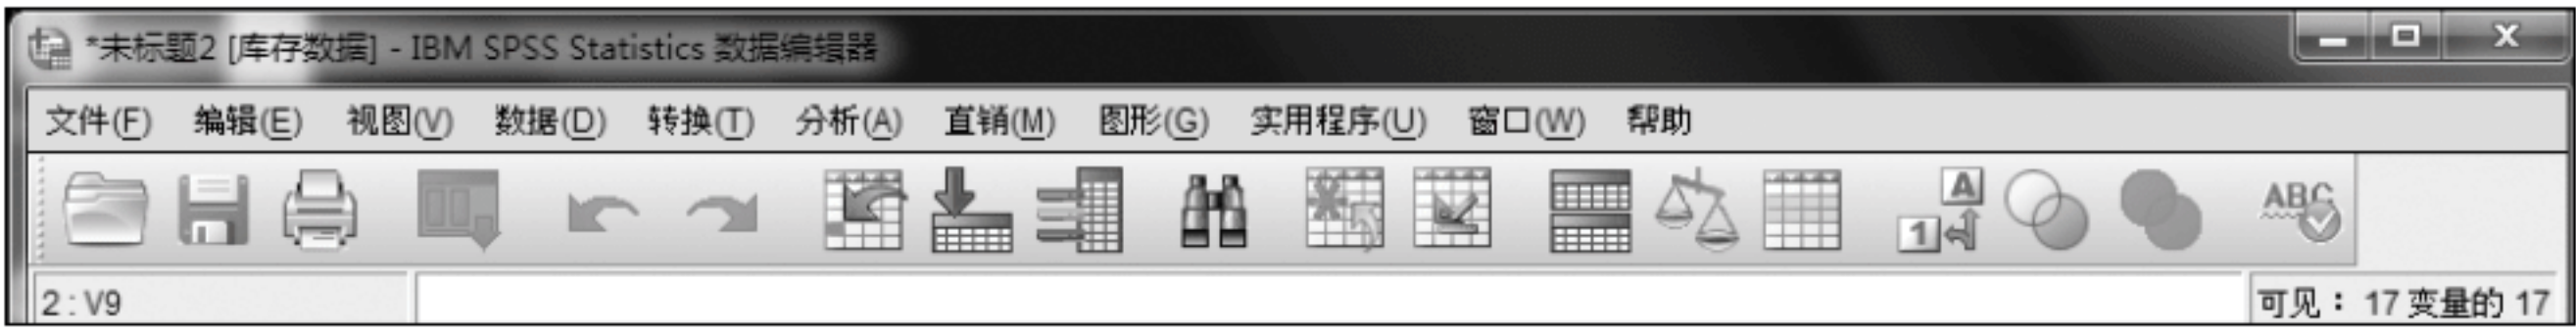 *未标题2 [库存数据] - IBM SPSS Statistics 数据编辑器
文件(F) 编辑(E) 视图(V) 数据(D) 转换(T) 分析(A) 直销(M) 图形(G) 实用程序(U) 窗口(W) 帮助
A
1
ABC
2 : V9
可见： 17 变量的 17